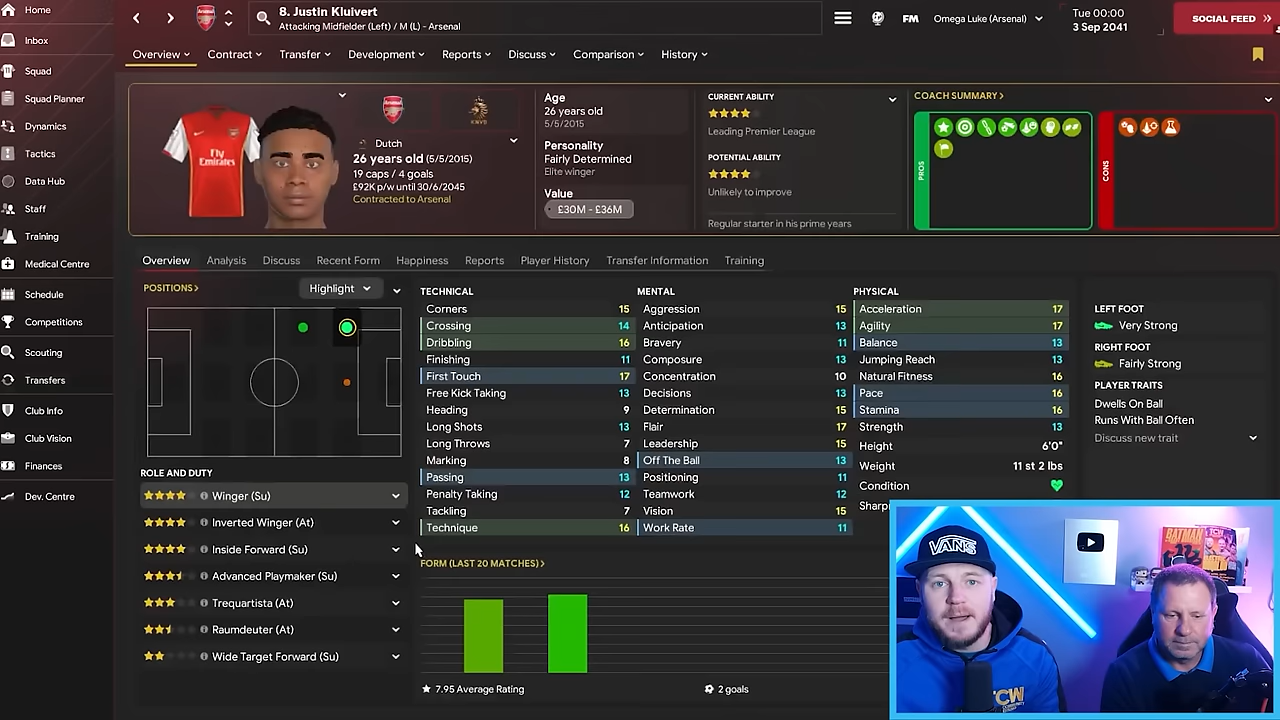 Home
Inbox
Squad
Squad Planner
Dynamics
Tactics
Data Hub
Staff
Training
Medical Centre
Schedule
Competitions
Scouting
Transfers
Club Info
Club Vision
Finances
Dev. Centre
8. Justin Kluivert
Attacking Midfielder (Left) / M (L) - Arsenal
FM
Omega Luke (Arsenal)
Tue 00:00
3 Sep 2041
SOCIAL FEED
Overview
Contract
Transfer
Development
Reports
Discuss
Comparison
History
Fly
Emirates
Arsenal
KNVB
Dutch
26 years old (5/5/2015)
19 caps / 4 goals
£92K p/w until 30/6/2045
Contracted to Arsenal
Age
26 years old
5/5/2015
Personality
Fairly Determined
Elite winger
Value
£30M - £36M
CURRENT ABILITY
Leading Premier League
POTENTIAL ABILITY
Unlikely to improve
Regular starter in his prime years
COACH SUMMARY
PROS
CONS
Overview
Analysis
Discuss
Recent Form
Happiness
Reports
Player History
Transfer Information
Training
POSITIONS
Highlight
ROLE AND DUTY
Winger (Su)
Inverted Winger (At)
Inside Forward (Su)
Advanced Playmaker (Su)
Trequartista (At)
Raumdeuter (At)
Wide Target Forward (Su)
TECHNICAL
Corners 15
Crossing 14
Dribbling 16
Finishing 11
First Touch 17
Free Kick Taking 13
Heading 9
Long Shots 13
Long Throws 7
Marking 8
Passing 13
Penalty Taking 12
Tackling 7
Technique 16
MENTAL
Aggression 15
Anticipation 13
Bravery 11
Composure 13
Concentration 10
Decisions 13
Determination 15
Flair 17
Leadership 15
Off The Ball 13
Positioning 11
Teamwork 12
Vision 15
Work Rate 11
PHYSICAL
Acceleration 17
Agility 17
Balance 13
Jumping Reach 13
Natural Fitness 16
Pace 16
Stamina 16
Strength 13
Height 6'0"
Weight 11 st 2 lbs
Condition
Sharp
LEFT FOOT
Very Strong
RIGHT FOOT
Fairly Strong
PLAYER TRAITS
Dwells On Ball
Runs With Ball Often
Discuss new trait
FORM (LAST 20 MATCHES)
7.95 Average Rating
2 goals
VANS
BATMAN